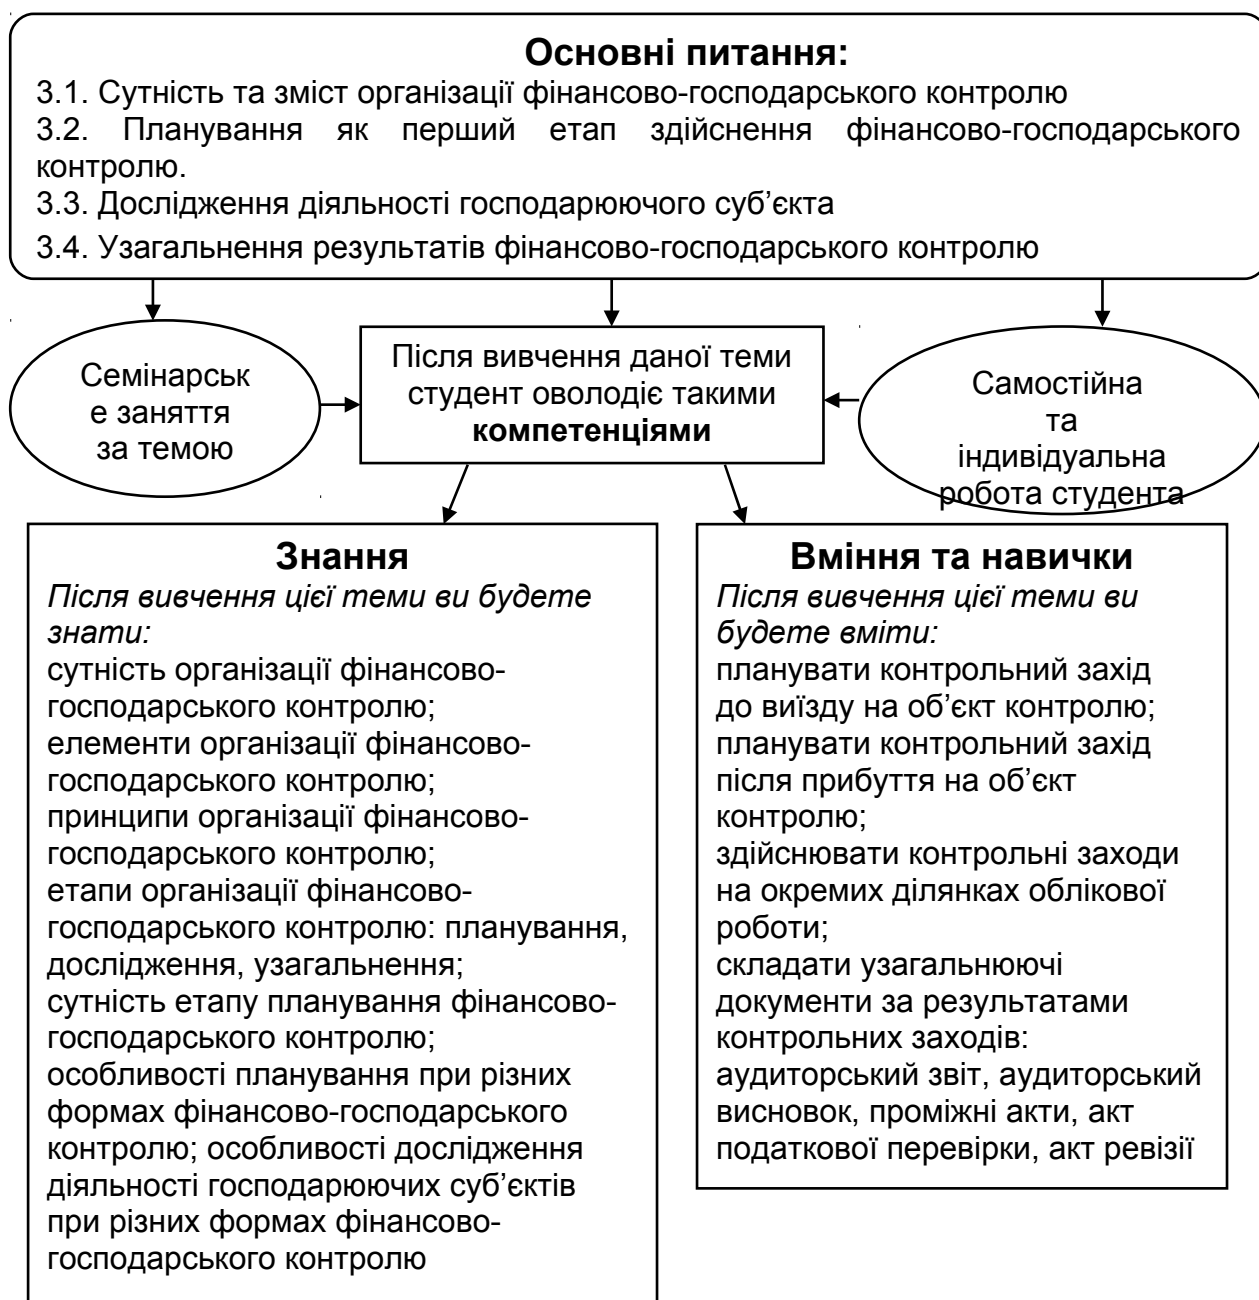 Основні питання:
3.1. Сутність та зміст організації фінансово-господарського контролю
3.2. Планування як перший етап здійснення фінансово-господарського
контролю.
3.3. Дослідження діяльності господарюючого суб’єкта
3.4. Узагальнення результатів фінансово-господарського контролю
Семінарськ
е заняття
за темою
Після вивчення даної теми
студент оволодіє такими
компетенціями
Самостійна
та
індивідуальна
робота студента
Знання
Після вивчення цієї теми ви будете
знати:
сутність організації фінансово-
господарського контролю;
елементи організації фінансово-
господарського контролю;
принципи організації фінансово-
господарського контролю;
етапи організації фінансово-
господарського контролю: планування,
дослідження, узагальнення;
сутність етапу планування фінансово-
господарського контролю;
особливості планування при різних
формах фінансово-господарського
контролю; особливості дослідження
діяльності господарюючих суб’єктів
при різних формах фінансово-
господарського контролю
Вміння та навички
Після вивчення цієї теми ви
будете вміти:
планувати контрольний захід
до виїзду на об’єкт контролю;
планувати контрольний захід
після прибуття на об’єкт
контролю;
здійснювати контрольні заходи
на окремих ділянках облікової
роботи;
складати узагальнюючі
документи за результатами
контрольних заходів:
аудиторський звіт, аудиторський
висновок, проміжні акти, акт
податкової перевірки, акт ревізії